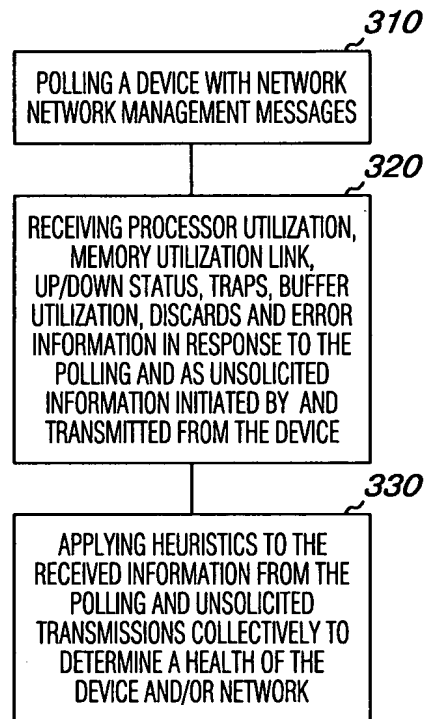 310
POLLING A DEVICE WITH NETWORK
NETWORK MANAGEMENT MESSAGES
320
RECEIVING PROCESSOR UTILIZATION,
MEMORY UTILIZATION LINK,
UP/DOWN STATUS, TRAPS, BUFFER
UTILIZATION, DISCARDS AND ERROR
INFORMATION IN RESPONSE TO THE
POLLING AND AS UNSOLICITED
INFORMATION INITIATED BY AND
TRANSMITTED FROM THE DEVICE
330
APPLYING HEURISTICS TO THE
RECEIVED INFORMATION FROM THE
POLLING AND UNSOLICITED
TRANSMISSIONS COLLECTIVELY TO
DETERMINE A HEALTH OF THE
DEVICE AND/OR NETWORK